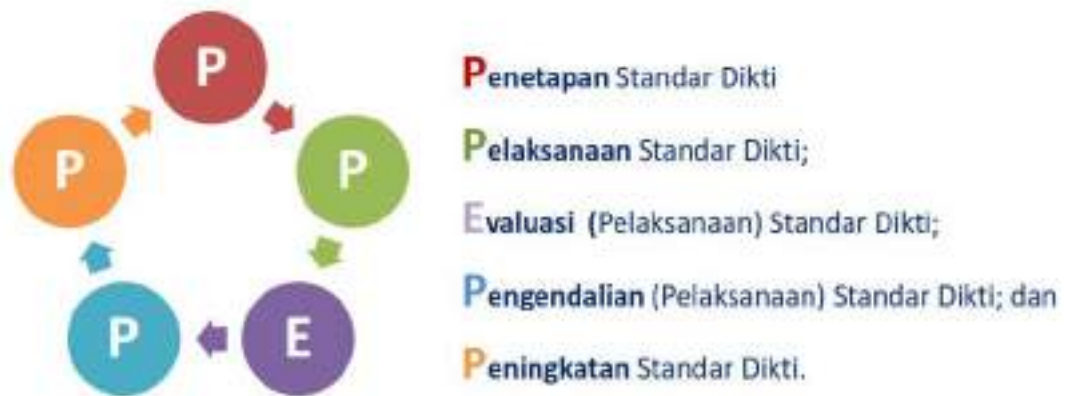 P
P
P
P
E
Penetapan Standar Dikti
Pelaksanaan Standar Dikti;
Evaluasi (Pelaksanaan) Standar Dikti;
Pengendalian (Pelaksanaan) Standar Dikti; dan
Peningkatan Standar Dikti.